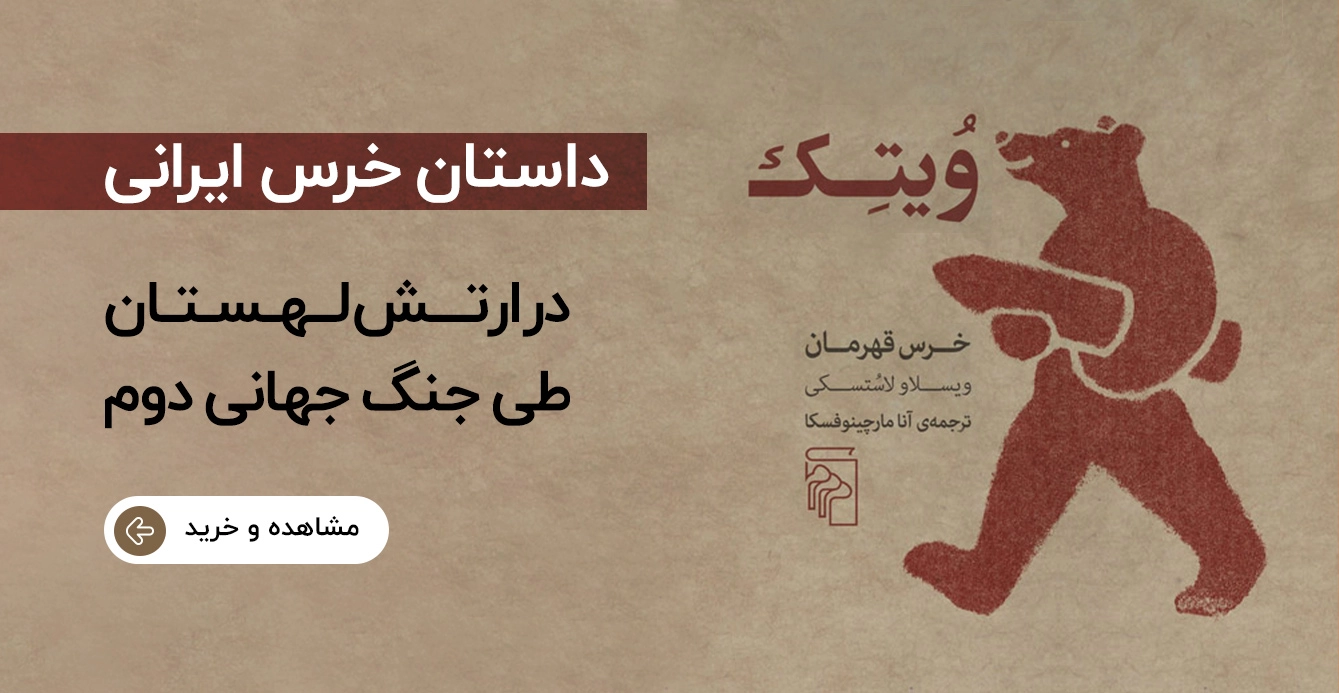 وُیتِک
خرس قهرمان
ویسلاو لاسُتسکی
ترجمه‌ی آنا مارچینوفسکا
داستان خرس ایرانی
در ارتش لهستان
طی جنگ جهانی دوم
مشاهده و خرید